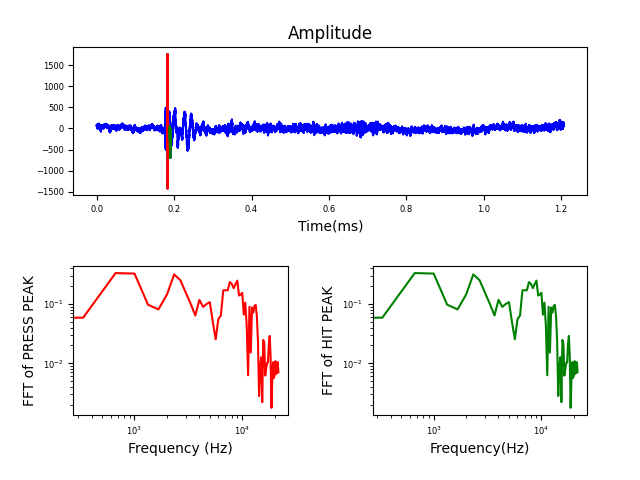 Amplitude
1500
1000
500
0
−500
−1000
−1500
0.0 0.2 0.4 0.6 0.8 1.0 1.2
Time(ms)
FFT of PRESS PEAK
10⁻¹
10⁻²
10³ 10⁴
Frequency (Hz)
FFT of HIT PEAK
10⁻¹
10⁻²
10³ 10⁴
Frequency(Hz)